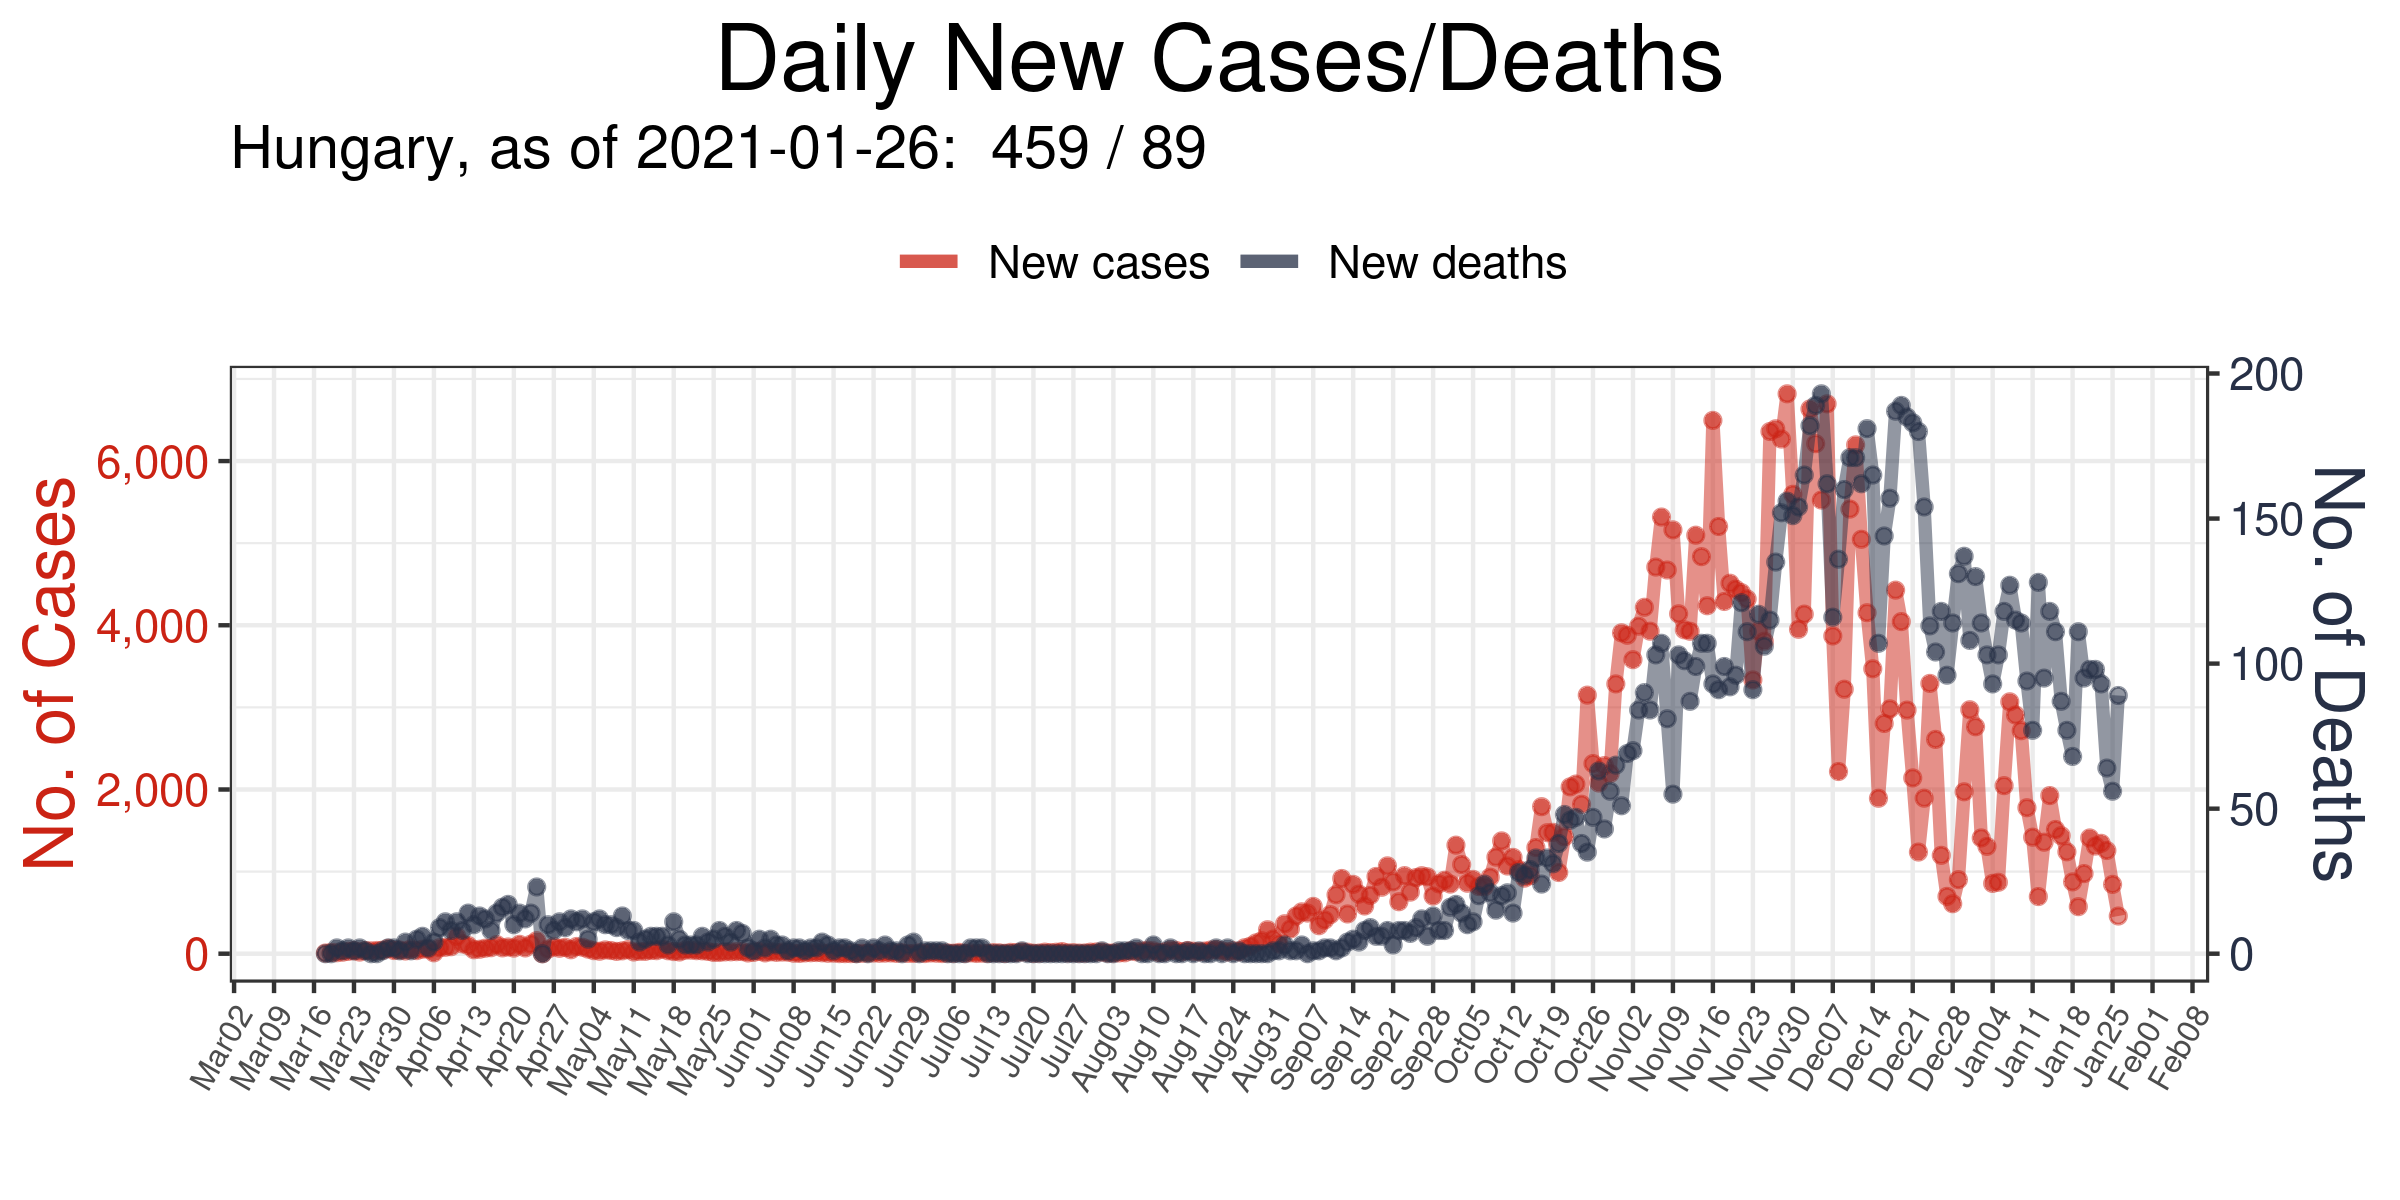 Daily New Cases/Deaths
Hungary, as of 2021-01-26:  459 / 89
New cases
New deaths
No. of Cases
6,000
4,000
2,000
0
200
150
100
50
0
No. of Deaths
Mar02
Mar09
Mar16
Mar23
Mar30
Apr06
Apr13
Apr20
Apr27
May04
May11
May18
May25
Jun01
Jun08
Jun15
Jun22
Jun29
Jul06
Jul13
Jul20
Jul27
Aug03
Aug10
Aug17
Aug24
Aug31
Sep07
Sep14
Sep21
Sep28
Oct05
Oct12
Oct19
Oct26
Nov02
Nov09
Nov16
Nov23
Nov30
Dec07
Dec14
Dec21
Dec28
Jan04
Jan11
Jan18
Jan25
Feb01
Feb08